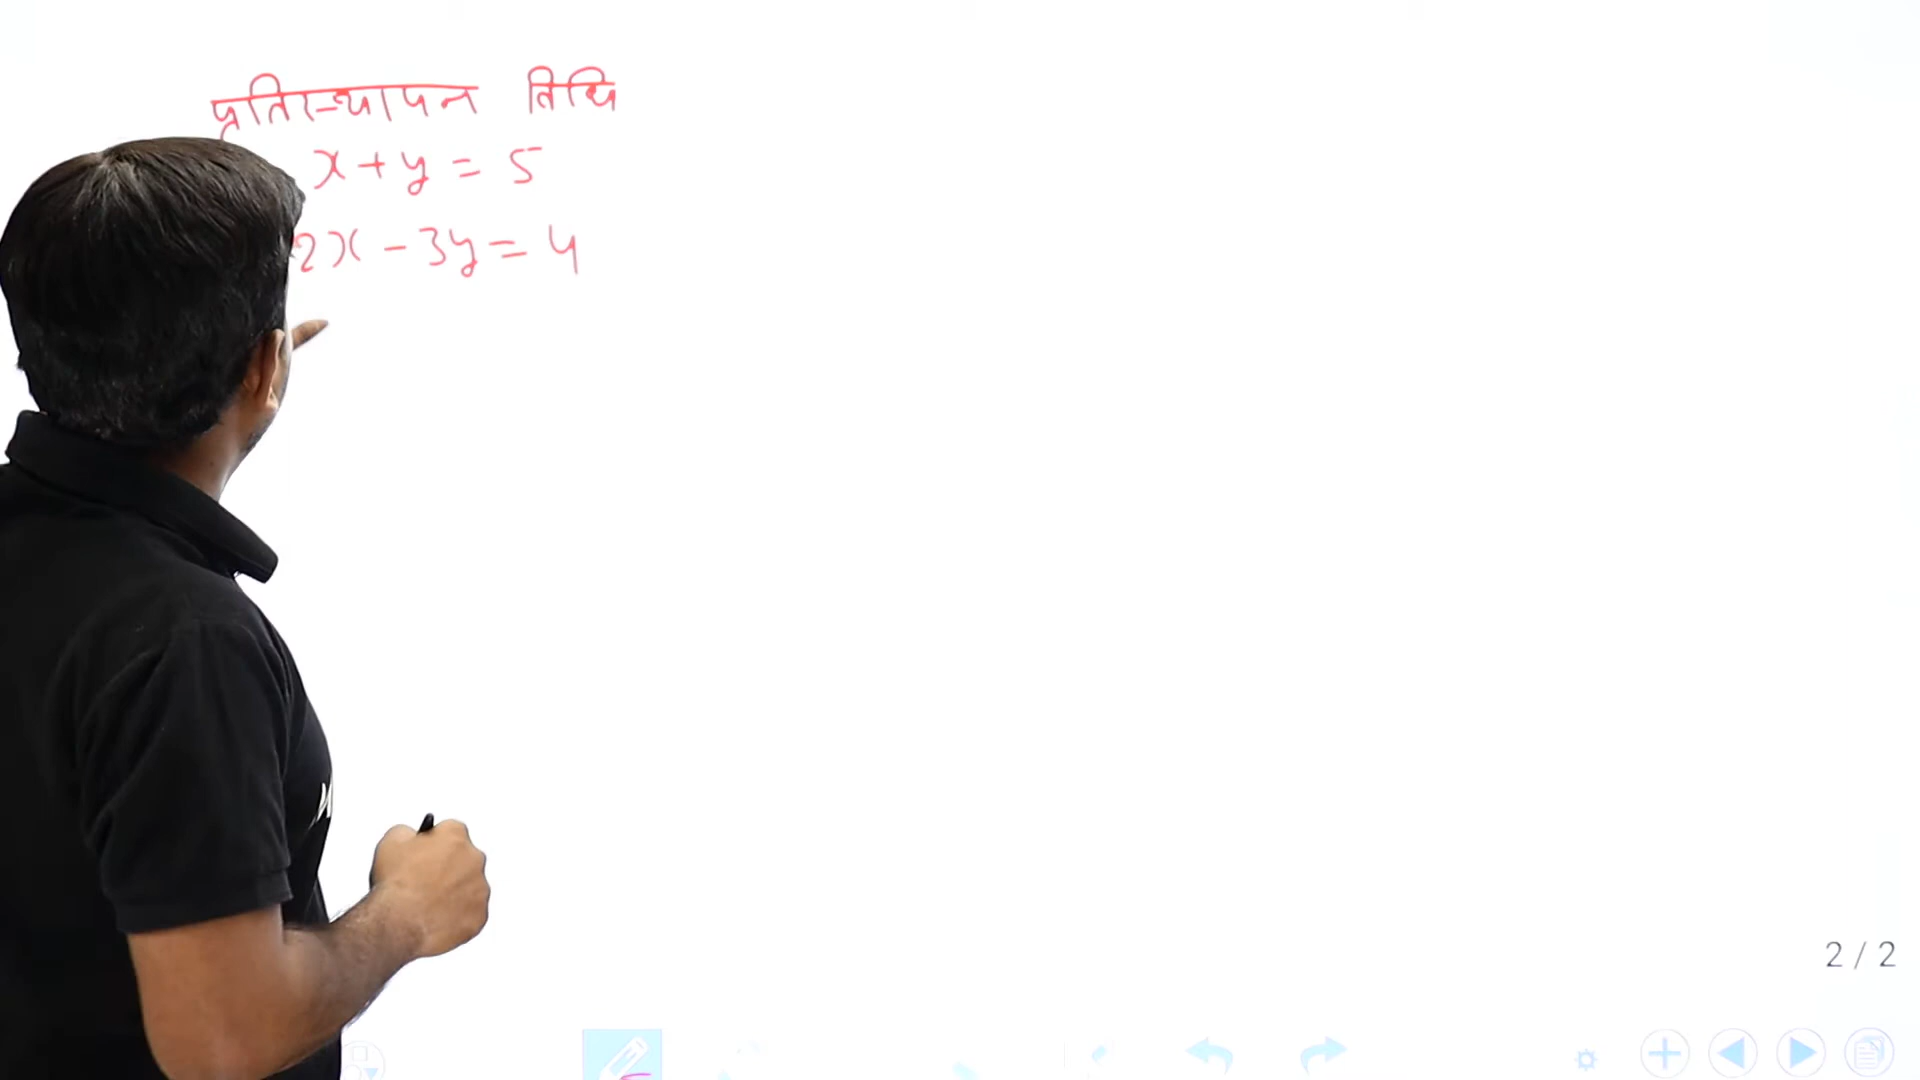 प्रतिस्थापन विधि
x + y = 5
2x - 3y = 4
2 / 2